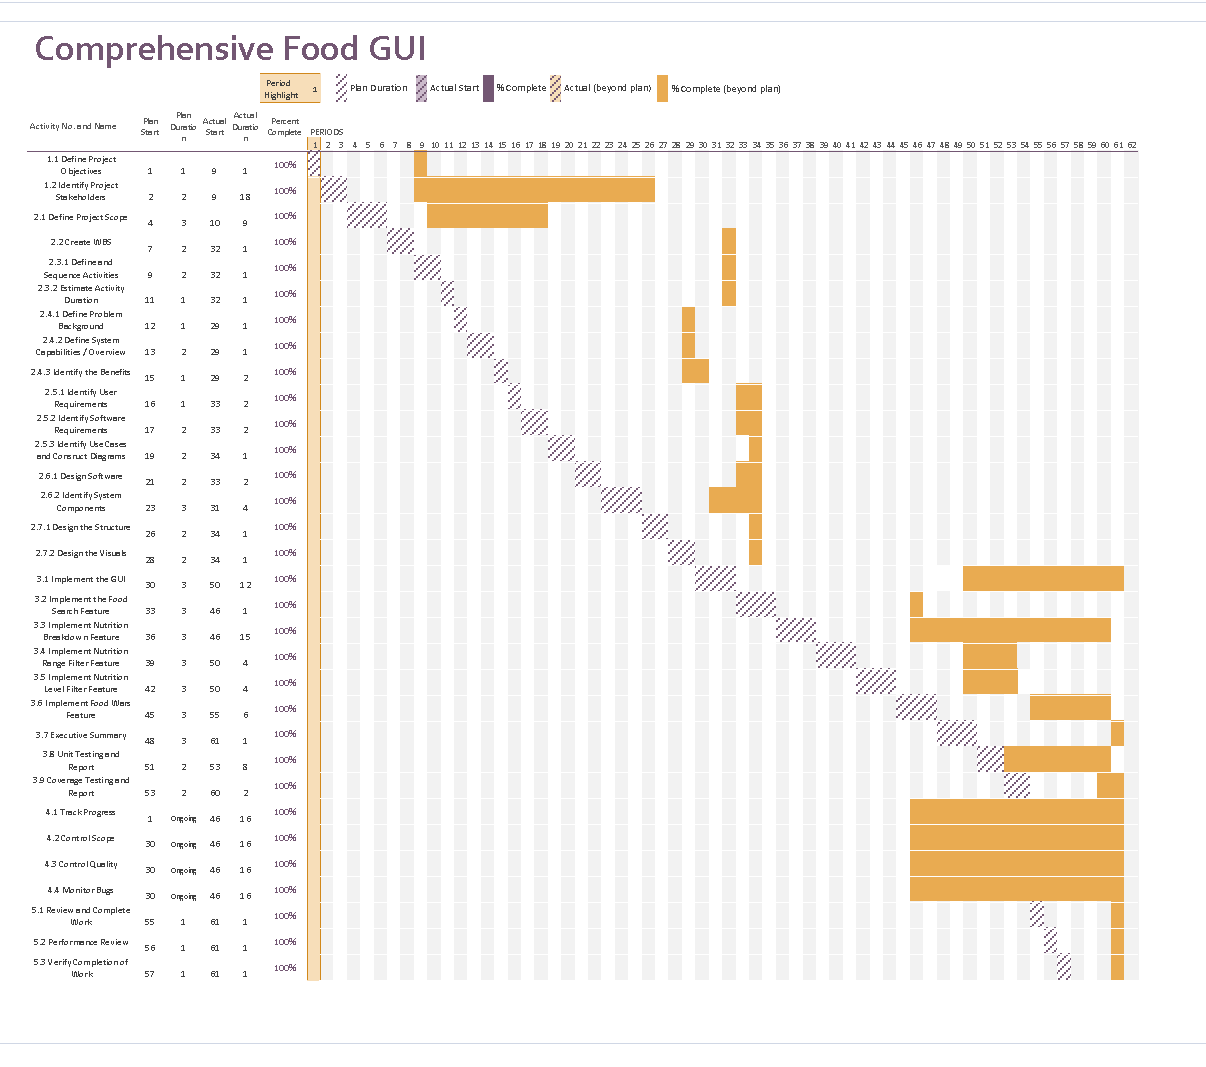 Comprehensive Food GUI
Period
Highlight 1
Plan Duration
Actual Start
% Complete
Actual (beyond plan)
% Complete (beyond plan)
Activity No. and Name
Plan
Start
Plan
Duratio
n
Actual
Start
Actual
Duratio
n
Percent
Complete
PERIODS
1 2 3 4 5 6 7 8 9 10 11 12 13 14 15 16 17 18 19 20 21 22 23 24 25 26 27 28 29 30 31 32 33 34 35 36 37 38 39 40 41 42 43 44 45 46 47 48 49 50 51 52 53 54 55 56 57 58 59 60 61 62
1.1 Define Project
Objectives 1 1 9 1 100%
1.2 Identify Project
Stakeholders 2 2 9 18 100%
2.1 Define Project Scope 4 3 10 9 100%
2.2 Create WBS 7 2 32 1 100%
2.3.1 Define and
Sequence Activities 9 2 32 1 100%
2.3.2 Estimate Activity
Duration 11 1 32 1 100%
2.4.1 Define Problem
Background 12 1 29 1 100%
2.4.2 Define System
Capabilities / Overview 13 2 29 1 100%
2.4.3 Identify the Benefits 15 1 29 2 100%
2.5.1 Identify User
Requirements 16 1 33 2 100%
2.5.2 Identify Software
Requirements 17 2 33 2 100%
2.5.3 Identify Use Cases
and Consruct Diagrams 19 2 34 1 100%
2.6.1 Design Software 21 2 33 2 100%
2.6.2 Identify System
Components 23 3 31 4 100%
2.7.1 Design the Structure 26 2 34 1 100%
2.7.2 Design the Visuals 28 2 34 1 100%
3.1 Implement the GUI 30 3 50 12 100%
3.2 Implement the Food
Search Feature 33 3 46 1 100%
3.3 Implement Nutrition
Breakdown Feature 36 3 46 15 100%
3.4 Implement Nutrition
Range Filter Feature 39 3 50 4 100%
3.5 Implement Nutrition
Level Filter Feature 42 3 50 4 100%
3.6 Implement Food Wars
Feature 45 3 55 6 100%
3.7 Executive Summary 48 3 61 1 100%
3.8 Unit Testing and
Report 51 2 53 8 100%
3.9 Coverage Testing and
Report 53 2 60 2 100%
4.1 Track Progress 1 Ongoing 46 16 100%
4.2 Control Scope 30 Ongoing 46 16 100%
4.3 Control Quality 30 Ongoing 46 16 100%
4.4 Monitor Bugs 30 Ongoing 46 16 100%
5.1 Review and Complete
Work 55 1 61 1 100%
5.2 Performance Review 56 1 61 1 100%
5.3 Verify Completion of
Work 57 1 61 1 100%